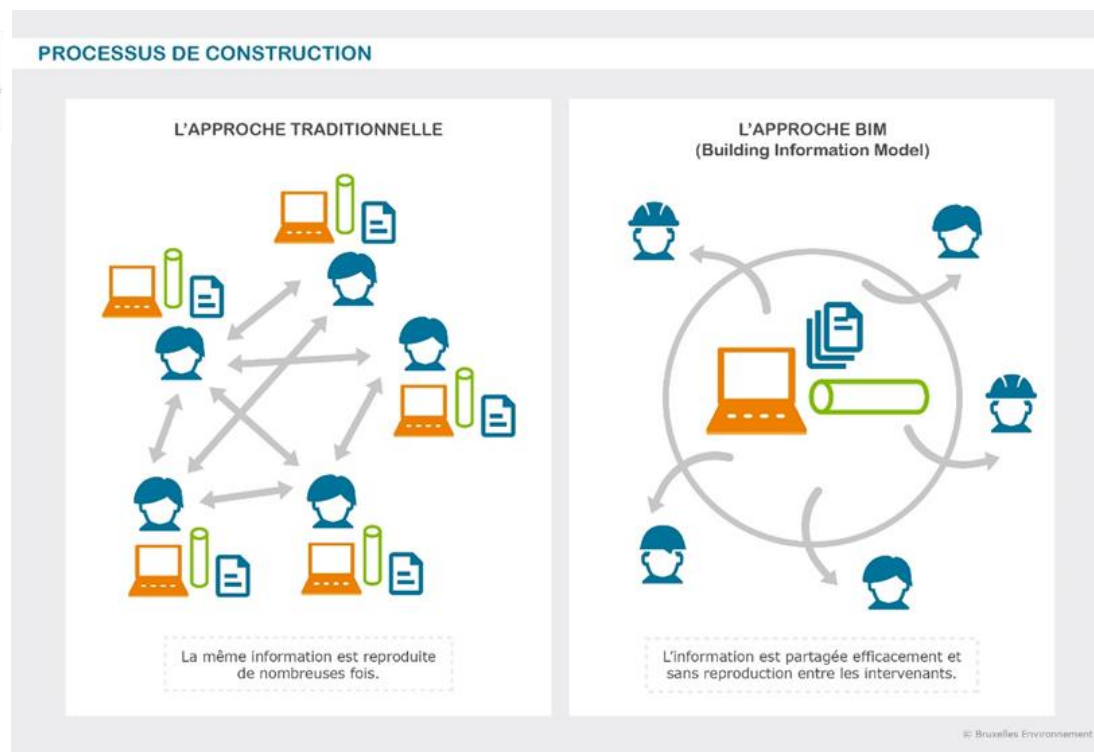 PROCESSUS DE CONSTRUCTION
L'APPROCHE TRADITIONNELLE
La même information est reproduite
de nombreuses fois.
L'APPROCHE BIM
(Building Information Model)
L'information est partagée efficacement et
sans reproduction entre les intervenants.
© Bruxelles Environnement